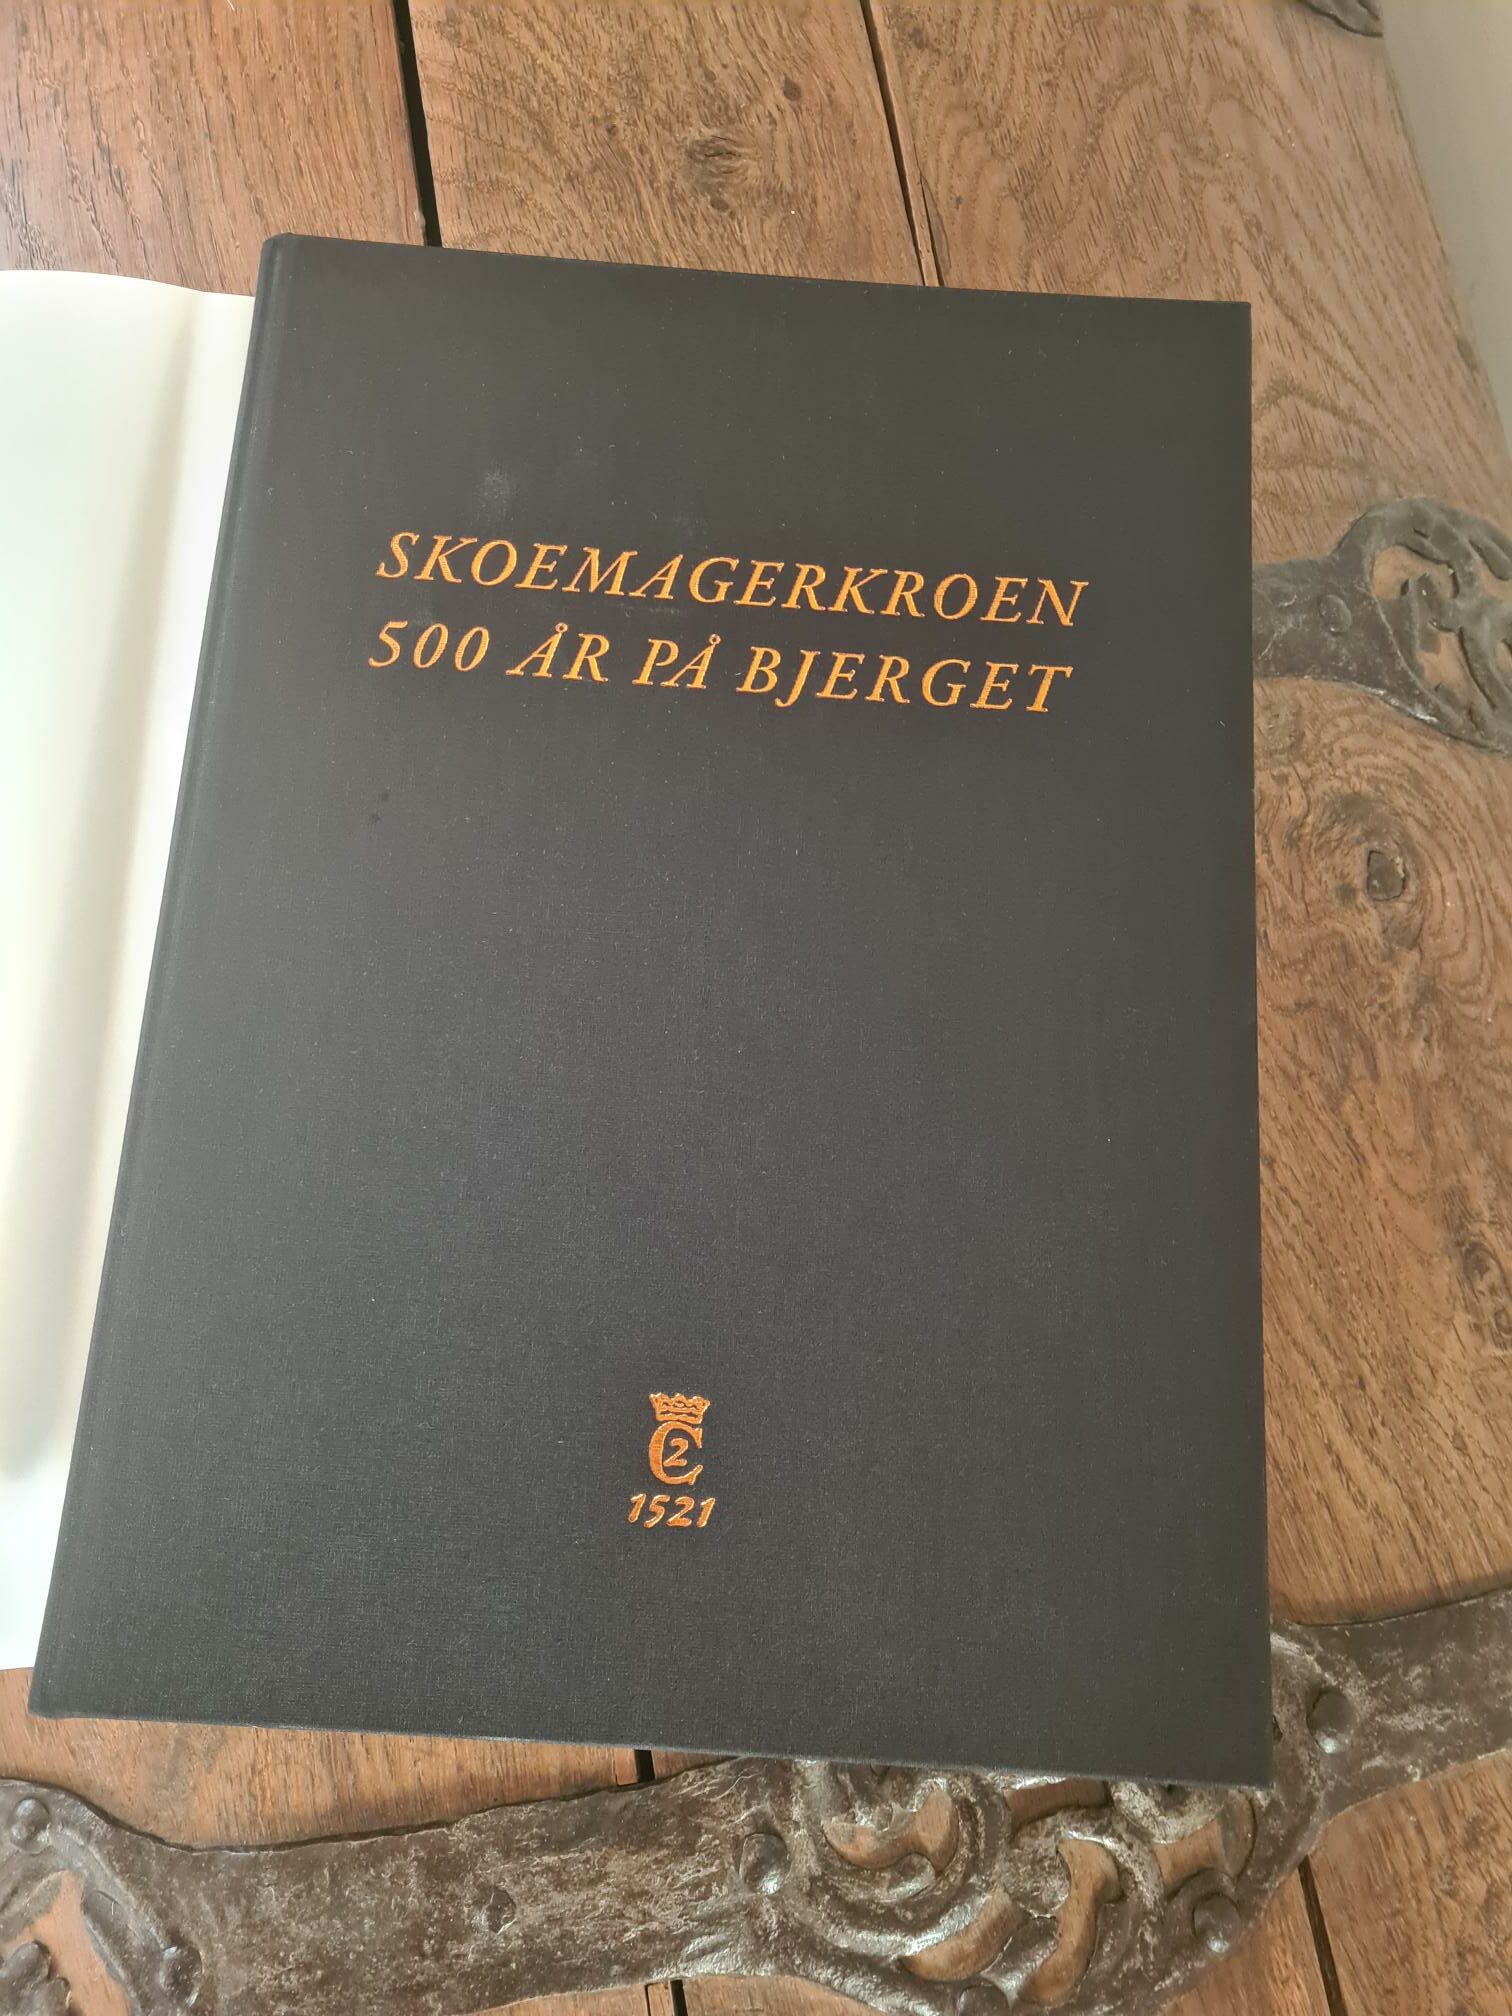 SKOEMAGERKROEN
500 ÅR PÅ BJERGET
C2
1521